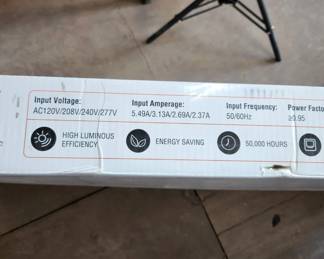 Input Voltage: Input Amperage: Input Frequency: Power Facto
AC120V/208V/240V/277V 5.49A/3.13A/2.69A/2.37A 50/60Hz ≥0.95
HIGH LUMINOUS
EFFICIENCY
ENERGY SAVING
50,000 HOURS